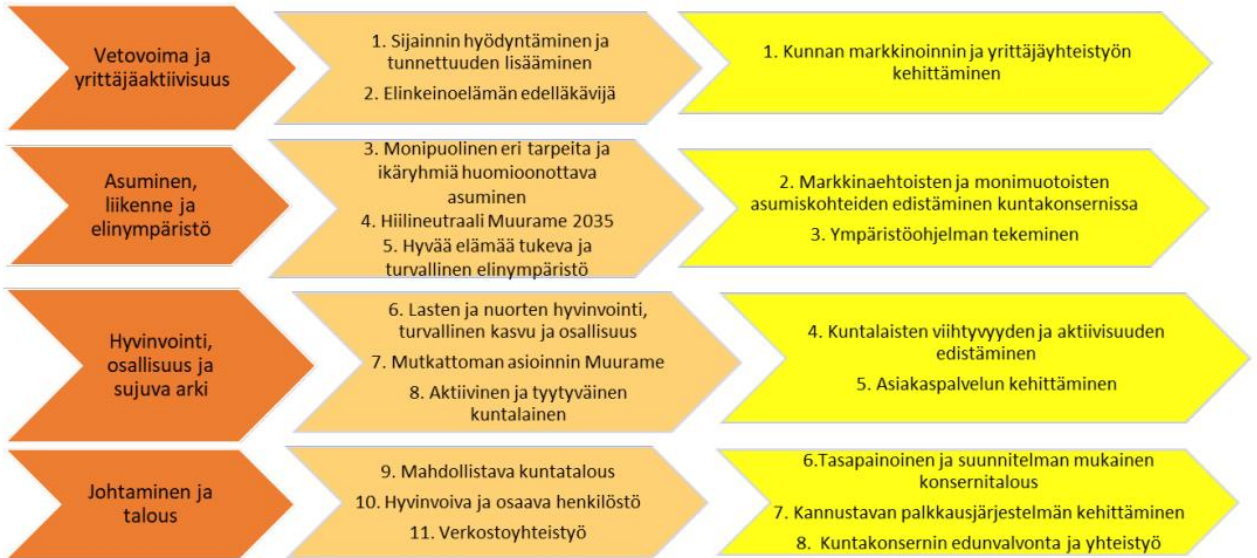 Vetovoima ja
yrittäjäaktiivisuus
1. Sijainnin hyödyntäminen ja
tunnettuuden lisääminen
2. Elinkeinoelämän edelläkävijä
1. Kunnan markkinoinnin ja yrittäjäyhteistyön
kehittäminen
Asuminen,
liikenne ja
elinympäristö
3. Monipuolinen eri tarpeita ja
ikäryhmiä huomioonottava
asuminen
4. Hiilineutraali Muurame 2035
5. Hyvää elämää tukeva ja
turvallinen elinympäristö
2. Markkinaehtoisten ja monimuotoisten
asumiskohteiden edistäminen kuntakonsernissa
3. Ympäristöohjelman tekeminen
Hyvinvointi,
osallisuus ja
sujuva arki
6. Lasten ja nuorten hyvinvointi,
turvallinen kasvu ja osallisuus
7. Mutkattoman asioinnin Muurame
8. Aktiivinen ja tyytyväinen
kuntalainen
4. Kuntalaisten viihtyvyyden ja aktiivisuuden
edistäminen
5. Asiakaspalvelun kehittäminen
Johtaminen ja
talous
9. Mahdollistava kuntatalous
10. Hyvinvoiva ja osaava henkilöstö
11. Verkostoyhteistyö
6.Tasapainoinen ja suunnitelman mukainen
konsernitalous
7. Kannustavan palkkausjärjestelmän kehittäminen
8. Kuntakonsernin edunvalvonta ja yhteistyö